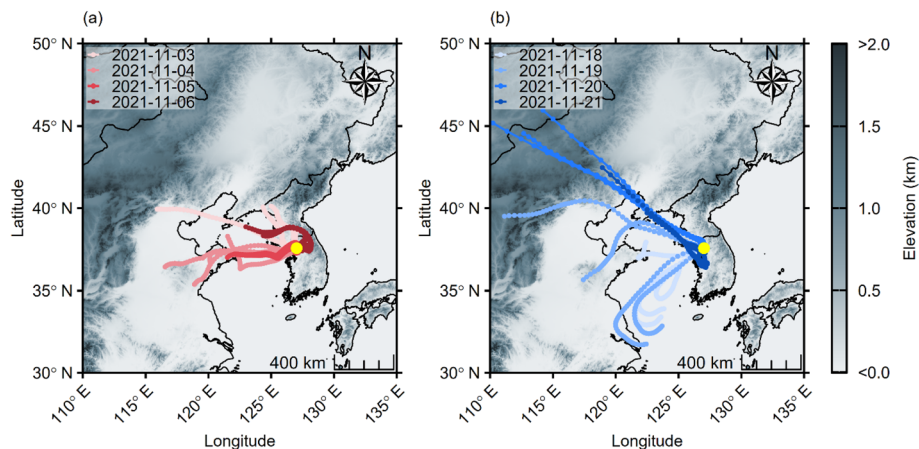 (a)
50° N
45° N
40° N
35° N
30° N
Latitude
2021-11-03
2021-11-04
2021-11-05
2021-11-06
N
400 km
110° E
115° E
120° E
125° E
130° E
135° E
Longitude
(b)
50° N
45° N
40° N
35° N
30° N
Latitude
2021-11-18
2021-11-19
2021-11-20
2021-11-21
N
400 km
110° E
115° E
120° E
125° E
130° E
135° E
Longitude
>2.0
1.5
1.0
0.5
<0.0
Elevation (km)